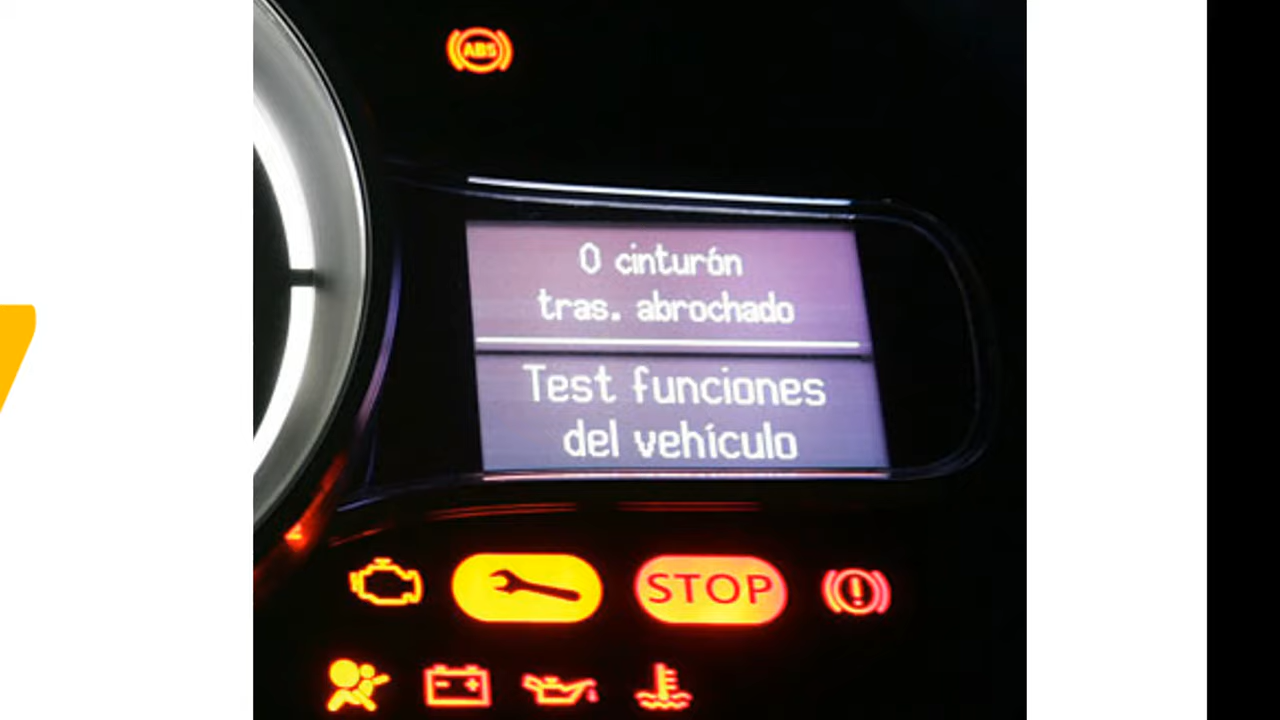 ABS
0 cinturón
tras. abrochado
Test funciones
del vehículo
STOP